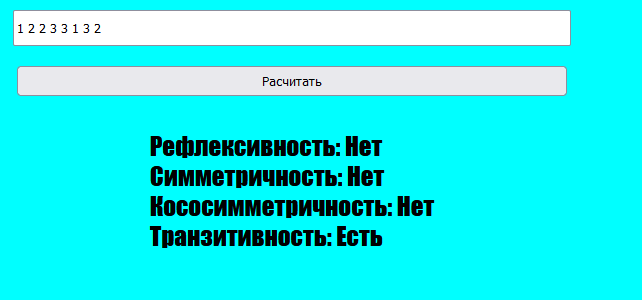 1 2 2 3 3 1 3 2
Расчитать
Рефлексивность: Нет
Симметричность: Нет
Кососимметричность: Нет
Транзитивность: Есть